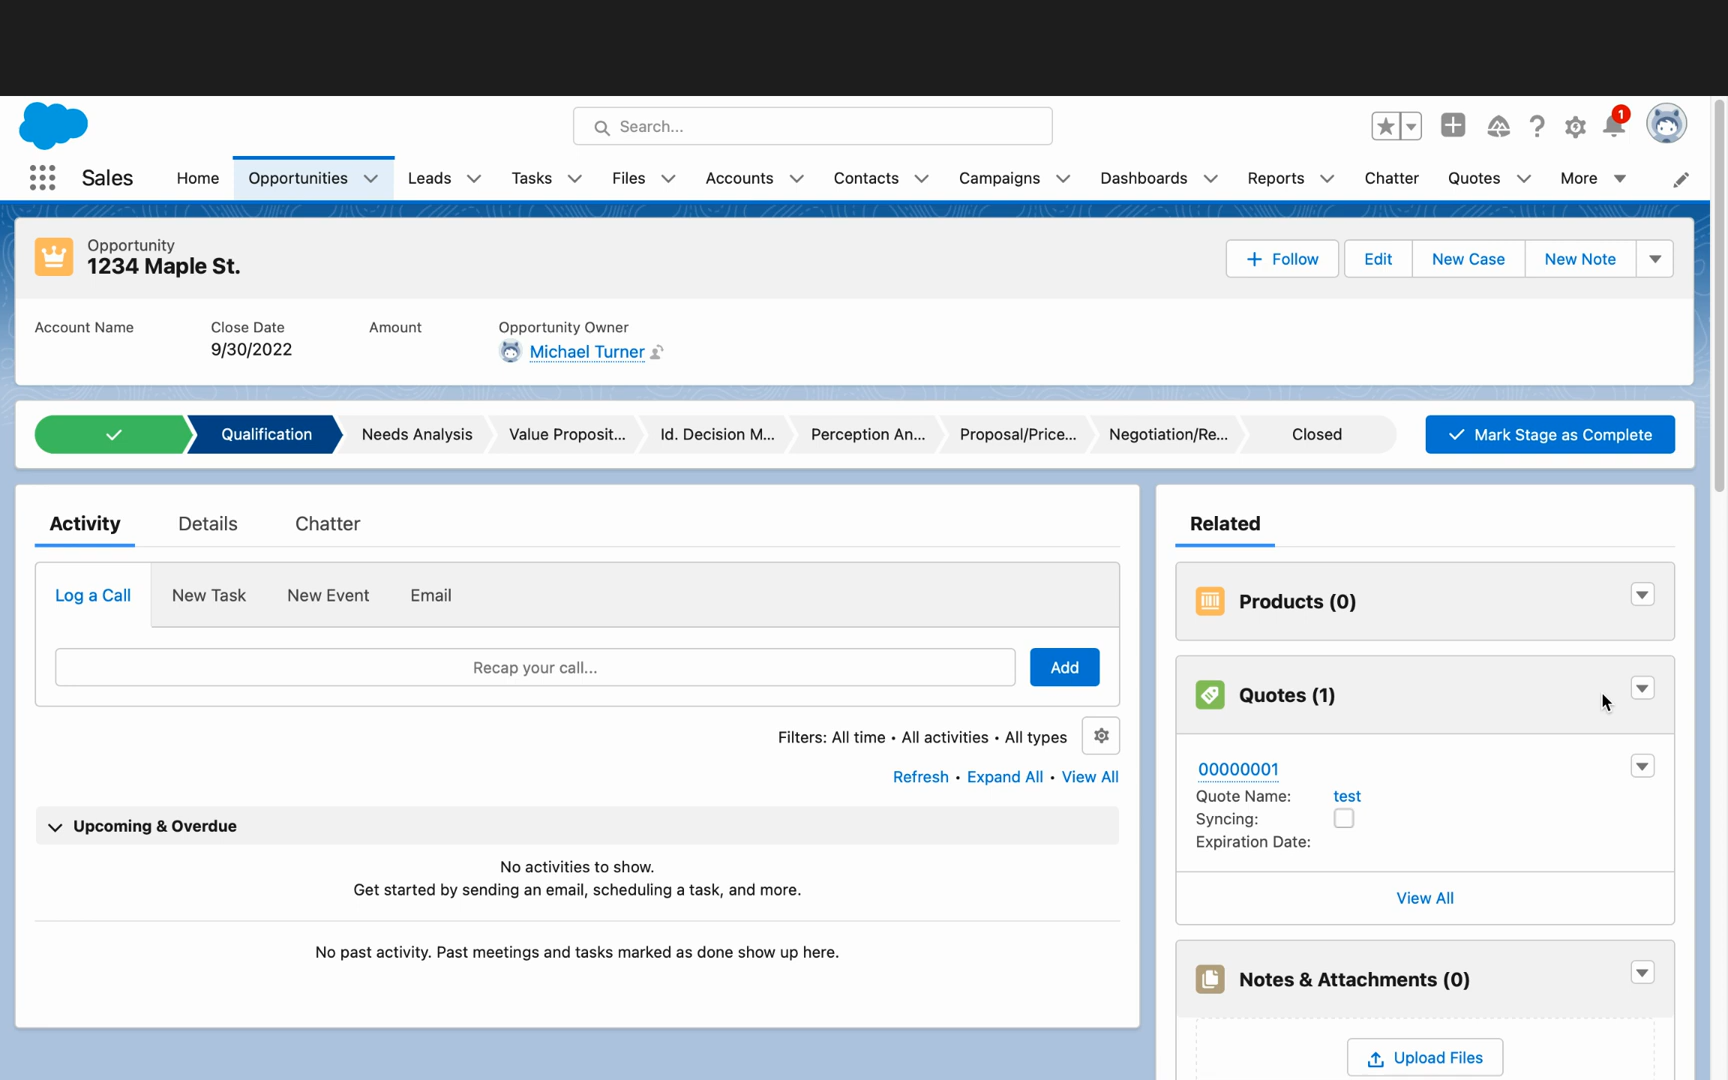 Search...
1
Sales
Home
Opportunities
Leads
Tasks
Files
Accounts
Contacts
Campaigns
Dashboards
Reports
Chatter
Quotes
More
Opportunity
1234 Maple St.
+ Follow
Edit
New Case
New Note
Account Name
Close Date
Amount
Opportunity Owner
9/30/2022
Michael Turner
Qualification
Needs Analysis
Value Proposit...
Id. Decision M...
Perception An...
Proposal/Price...
Negotiation/Re...
Closed
Mark Stage as Complete
Activity
Details
Chatter
Log a Call
New Task
New Event
Email
Recap your call...
Add
Filters: All time • All activities • All types
Refresh • Expand All • View All
Upcoming & Overdue
No activities to show.
Get started by sending an email, scheduling a task, and more.
No past activity. Past meetings and tasks marked as done show up here.
Related
Products (0)
Quotes (1)
00000001
Quote Name: test
Syncing:
Expiration Date:
View All
Notes & Attachments (0)
Upload Files